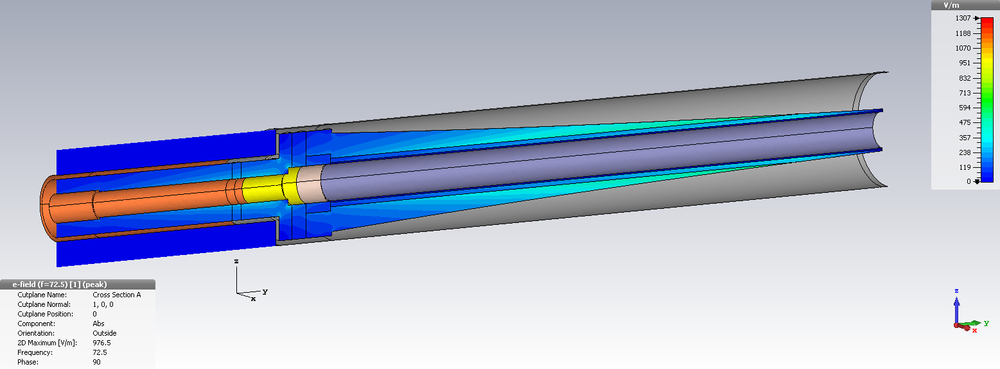 V/m
1307
1188
1070
951
832
713
594
475
357
238
119
0
z
y
x
e-field (f=72.5) [1] (peak)
Cutplane Name: Cross Section A
Cutplane Normal: 1, 0, 0
Cutplane Position: 0
Component: Abs
Orientation: Outside
2D Maximum [V/m]: 976.5
Frequency: 72.5
Phase: 90
z
y
x